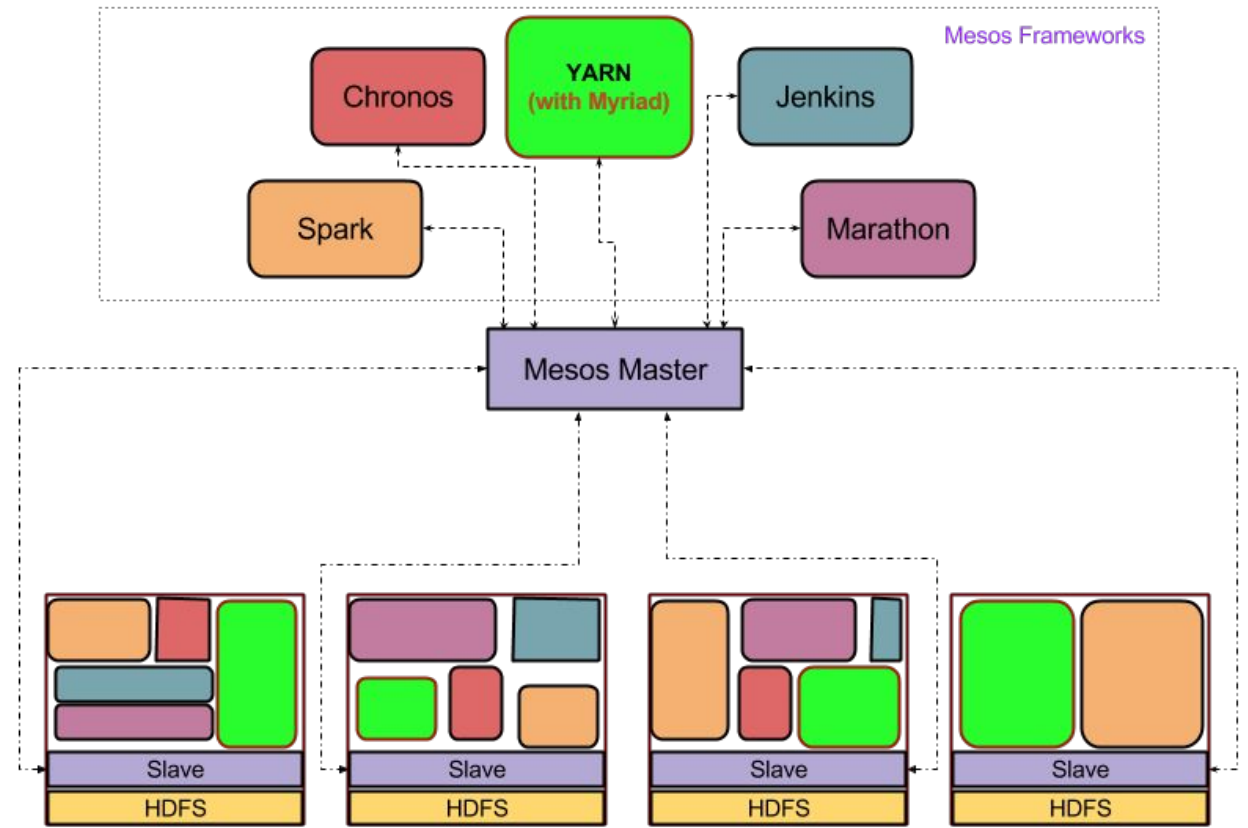 Mesos Frameworks
Chronos
YARN
(with Myriad)
Jenkins
Spark
Marathon
Mesos Master
Slave
Slave
Slave
Slave
HDFS
HDFS
HDFS
HDFS